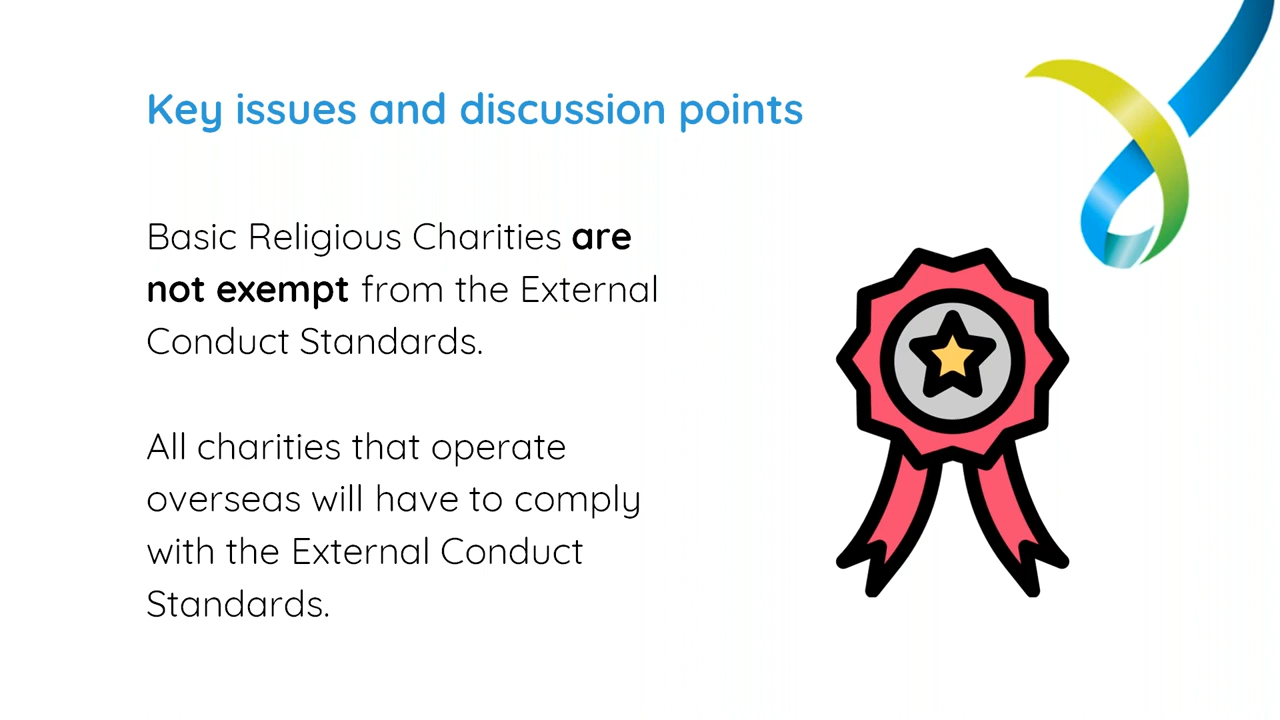 Key issues and discussion points
Basic Religious Charities are
not exempt from the External
Conduct Standards.
All charities that operate
overseas will have to comply
with the External Conduct
Standards.